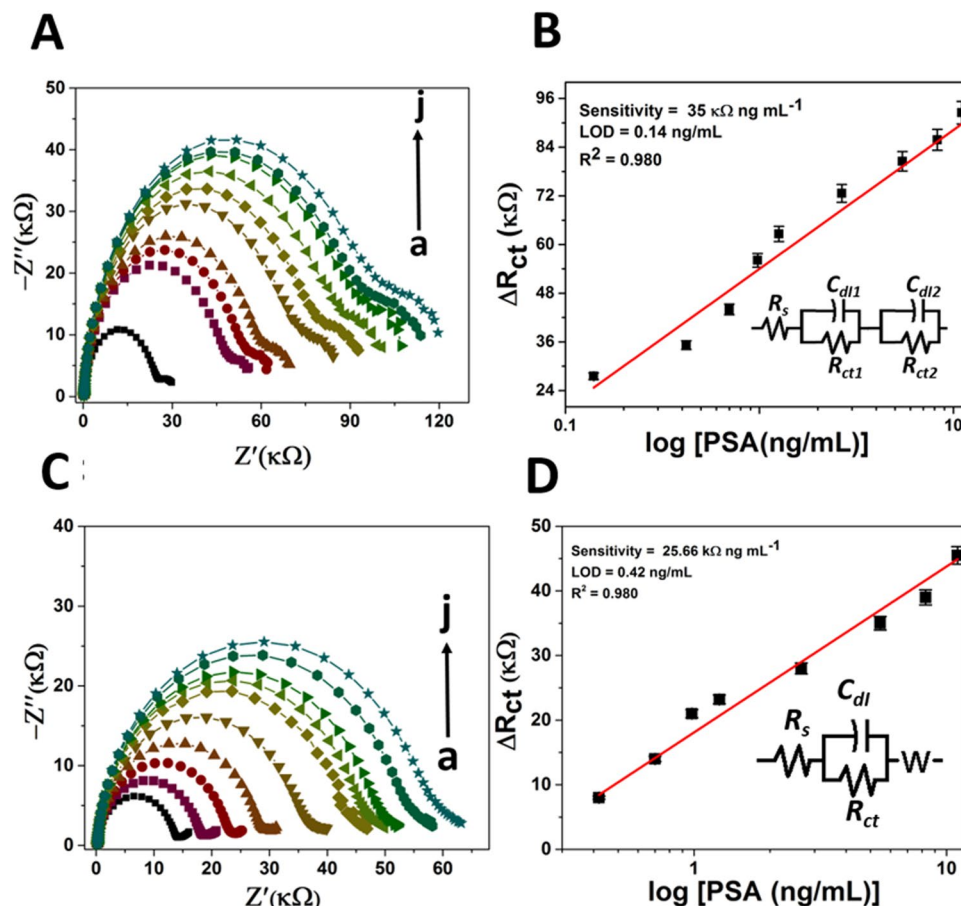 A
50
40
30
20
10
0
−Z''(κΩ)
j
a
0
30
60
90
120
Z'(κΩ)
B
96
84
72
60
48
36
24
ΔRct (κΩ)
Sensitivity = 35 κΩ ng mL⁻¹
LOD = 0.14 ng/mL
R² = 0.980
Rs
Cdl1
Rct1
Cdl2
Rct2
0.1
1
10
log [PSA(ng/mL)]
C
40
30
20
10
0
−Z''(κΩ)
j
a
0
10
20
30
40
50
60
Z'(κΩ)
D
50
40
30
20
10
0
ΔRct (κΩ)
Sensitivity = 25.66 kΩ ng mL⁻¹
LOD = 0.42 ng/mL
R² = 0.980
Rs
Cdl
Rct
W
1
10
log [PSA (ng/mL)]